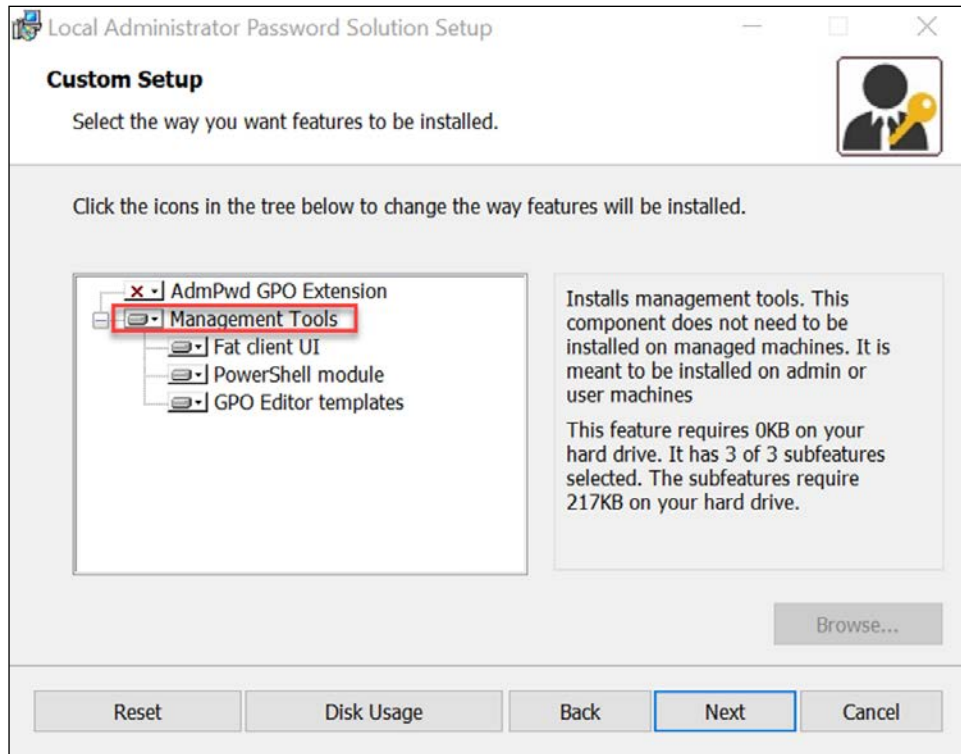 Local Administrator Password Solution Setup
Custom Setup
Select the way you want features to be installed.
Click the icons in the tree below to change the way features will be installed.
AdmPwd GPO Extension
Management Tools
Fat client UI
PowerShell module
GPO Editor templates
Installs management tools. This
component does not need to be
installed on managed machines. It is
meant to be installed on admin or
user machines
This feature requires 0KB on your
hard drive. It has 3 of 3 subfeatures
selected. The subfeatures require
217KB on your hard drive.
Browse...
Reset
Disk Usage
Back
Next
Cancel